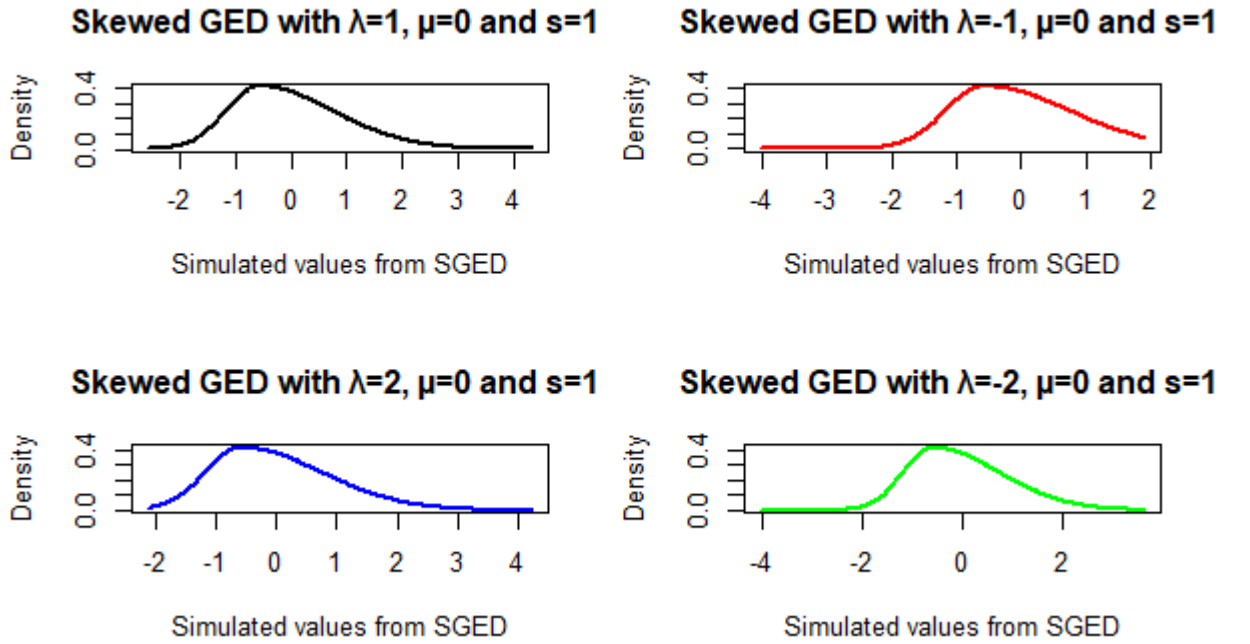 Skewed GED with λ=1, μ=0 and s=1
Density
0.0 0.4
-2 -1 0 1 2 3 4
Simulated values from SGED
Skewed GED with λ=-1, μ=0 and s=1
Density
0.0 0.4
-4 -3 -2 -1 0 1 2
Simulated values from SGED
Skewed GED with λ=2, μ=0 and s=1
Density
0.0 0.4
-2 -1 0 1 2 3 4
Simulated values from SGED
Skewed GED with λ=-2, μ=0 and s=1
Density
0.0 0.4
-4 -2 0 2
Simulated values from SGED